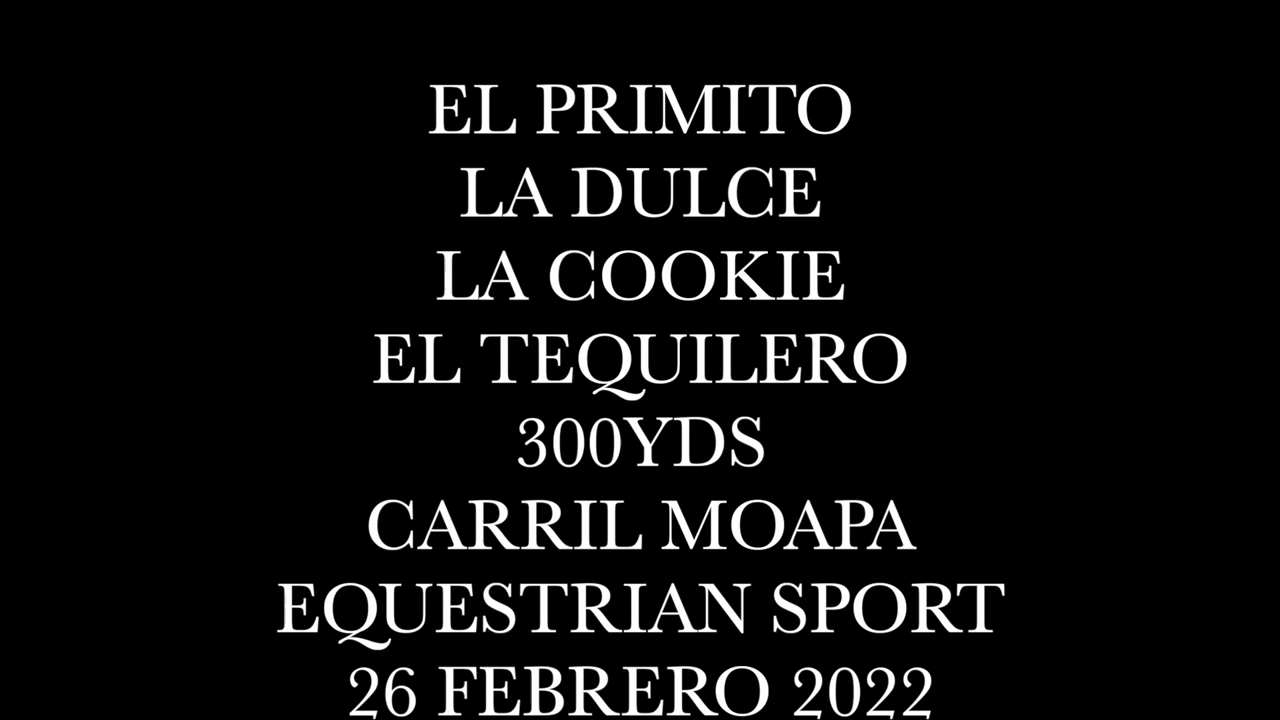 EL PRIMITO
LA DULCE
LA COOKIE
EL TEQUILERO
300YDS
CARRIL MOAPA
EQUESTRIAN SPORT
26 FEBRERO 2022